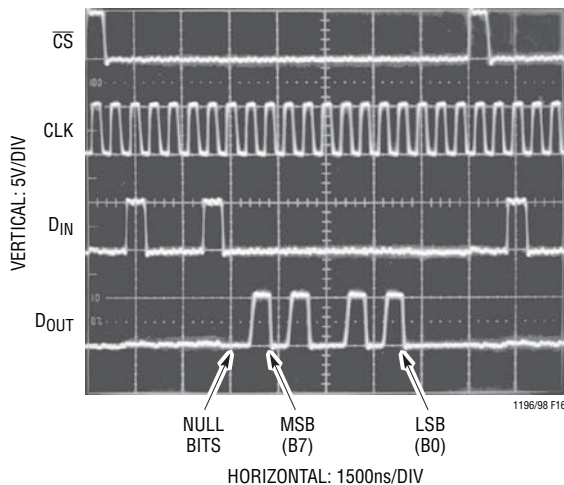 CS
CLK
DIN
DOUT
VERTICAL: 5V/DIV
NULL
BITS
MSB
(B7)
LSB
(B0)
1196/98 F16
HORIZONTAL: 1500ns/DIV